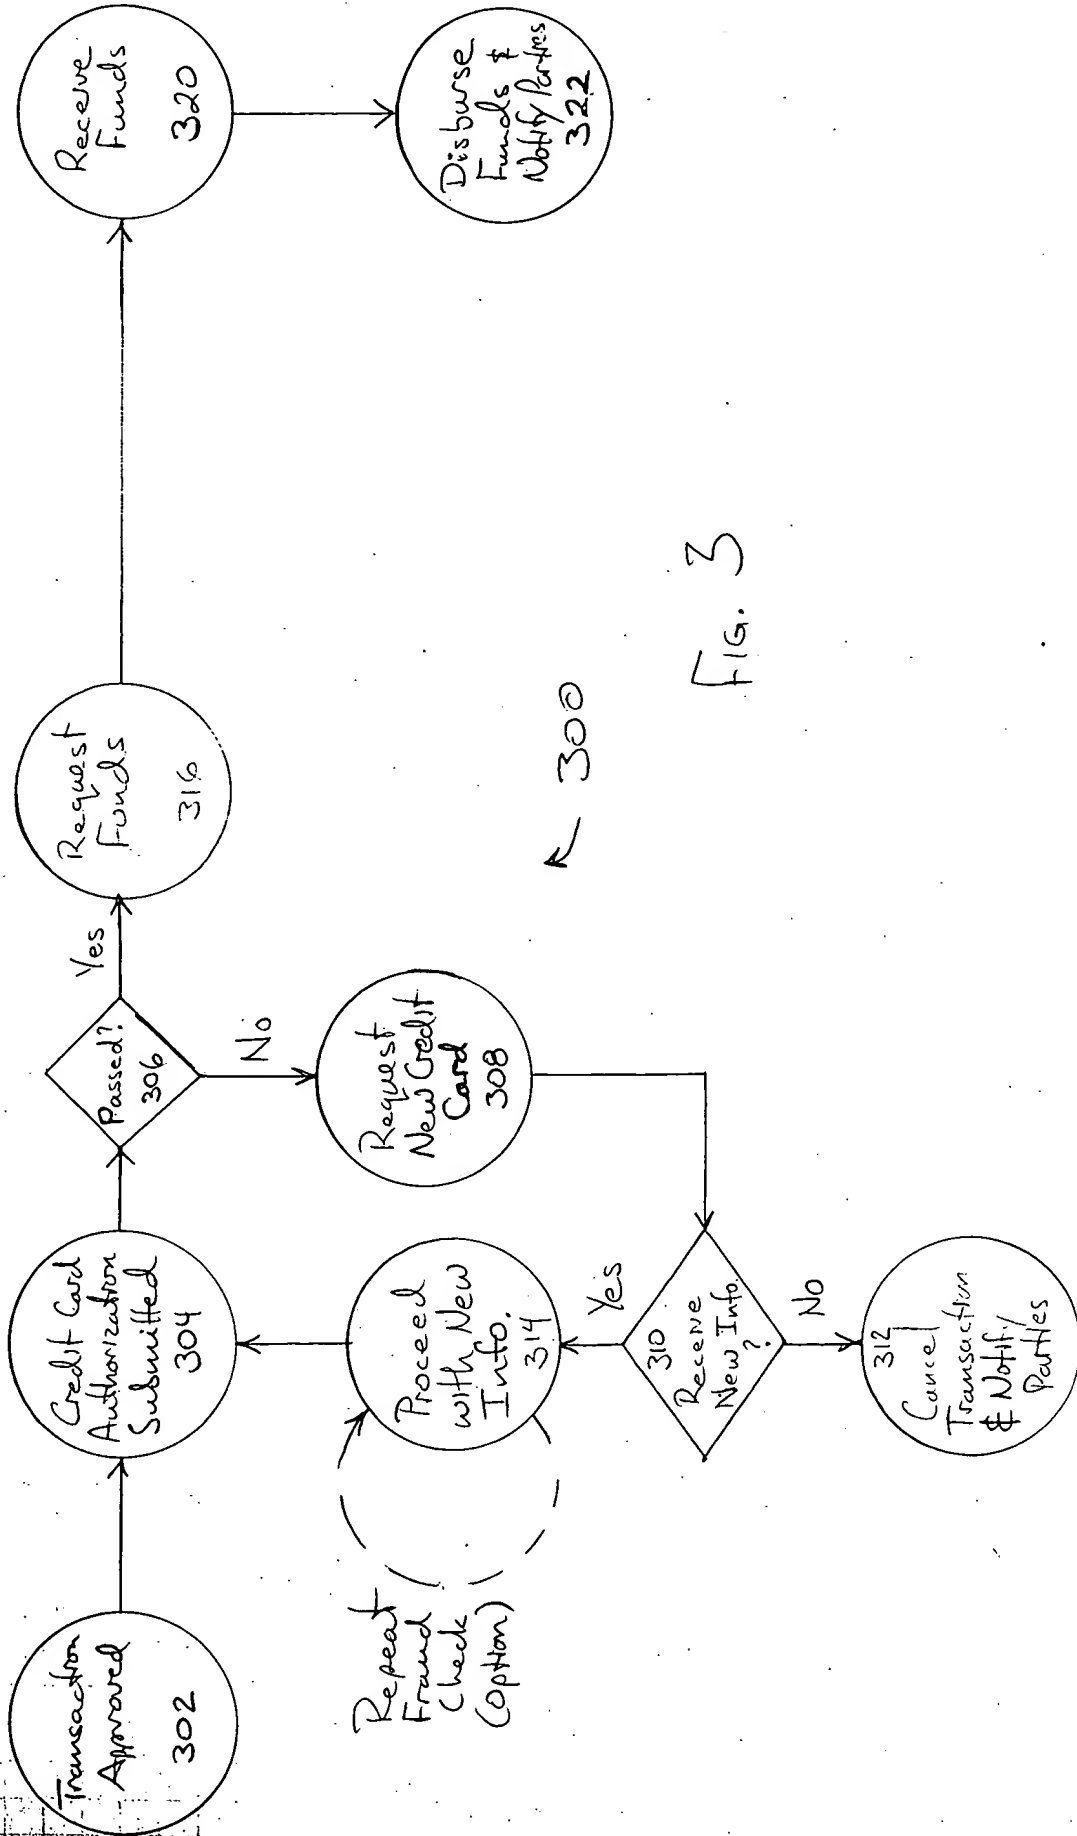 Transaction
Approved
302
Credit Card
Authorization
Submitted
304
Passed?
306
Yes
No
Request
Funds
316
Receive
Funds
320
Disburse
Funds &
Notify Parties
322
Request
New Credit
Card
308
310
Receive
New Info.
?
Yes
No
Proceed
with New
Info.
314
Repeat
Fraud
Check
(option)
312
Cancel
Transaction
& Notify
Parties
← 300
FIG. 3